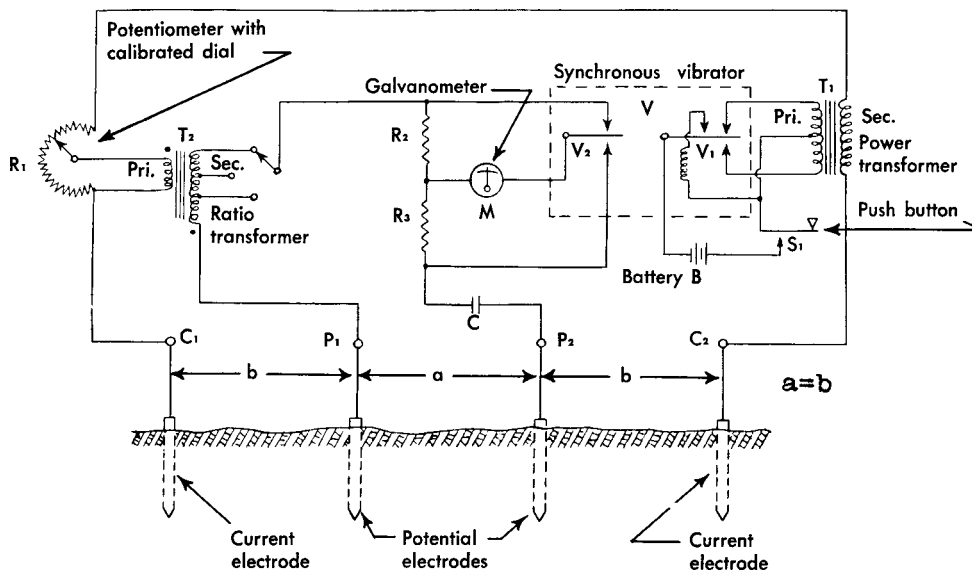 Potentiometer with
calibrated dial
Galvanometer
Synchronous vibrator
V
T1
Pri.
Sec.
Power
transformer
R1
T2
Pri.
Sec.
Ratio
transformer
R2
V2
V1
M
R3
Push button
S1
Battery B
C
C1
P1
P2
C2
b
a
b
a=b
Current
electrode
Potential
electrodes
Current
electrode